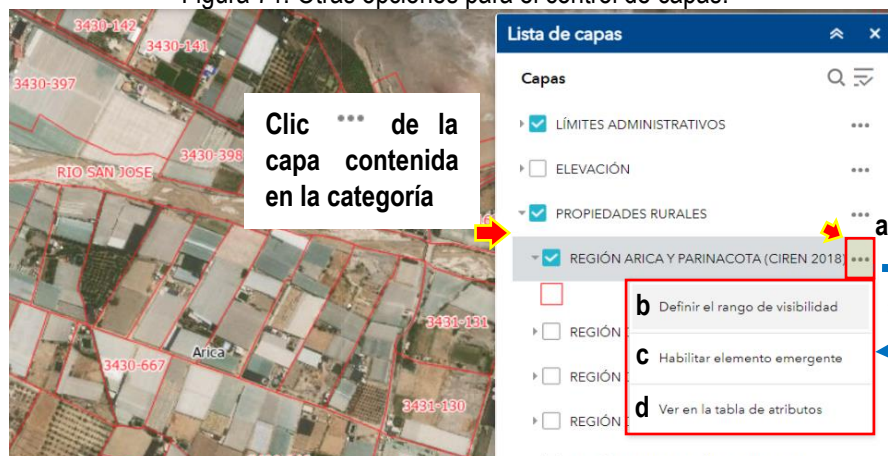 Figura 74. Otras opciones para el control de capas.
3430-142
3430-141
3430-397
3430-398
RIO SAN JOSE
3431-131
3430-667
Arica
3431-130
Clic ••• de la
capa contenida
en la categoría
Lista de capas
Capas
LÍMITES ADMINISTRATIVOS
ELEVACIÓN
PROPIEDADES RURALES
a
REGIÓN ARICA Y PARINACOTA (CIREN 2018)
b Definir el rango de visibilidad
REGIÓN
c Habilitar elemento emergente
REGIÓN
d Ver en la tabla de atributos
REGIÓN